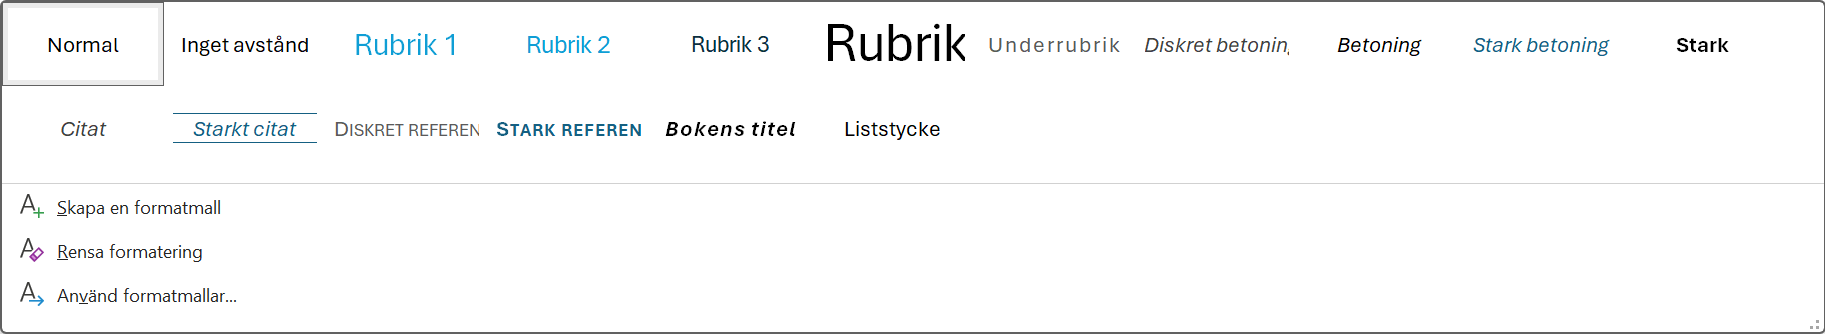 Normal Inget avstånd Rubrik 1 Rubrik 2 Rubrik 3 Rubrik Underrubrik Diskret betonin Betoning Stark betoning Stark
Citat Starkt citat DISKRET REFEREN STARK REFEREN Bokens titel Liststycke
Skapa en formatmall
Rensa formatering
Använd formatmallar...